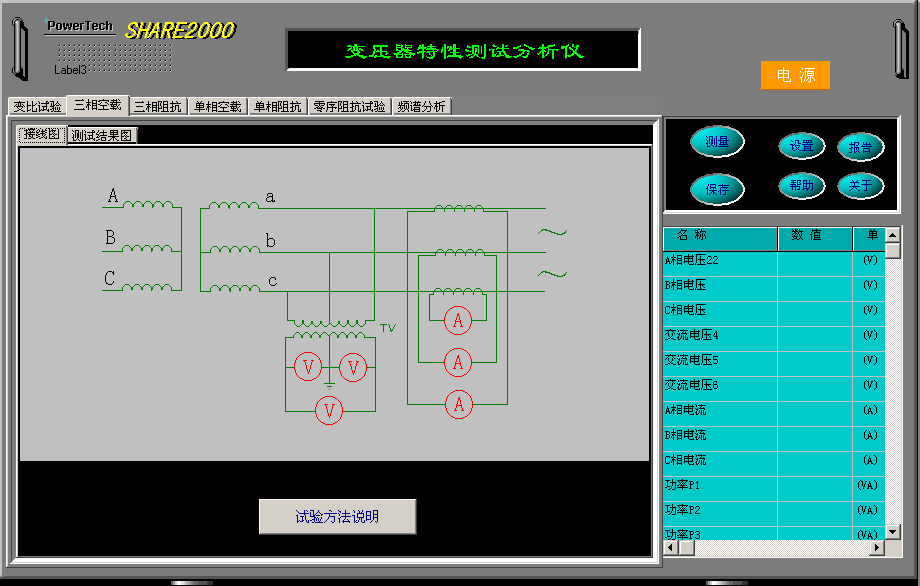 PowerTech
SHARE2000
Label3
变压器特性测试分析仪
电 源
变比试验 三相空载 三相阻抗 单相空载 单相阻抗 零序阻抗试验 频谱分析
接线图 测试结果图
测量 设置 报告
保存 帮助 关于
A a
B b
C c
TV
A
V V
A
V
A
试验方法说明
名 称 数 值 单
A相电压22 (V)
B相电压 (V)
C相电压 (V)
交流电压4 (V)
交流电压5 (V)
交流电压6 (V)
A相电流 (A)
B相电流 (A)
C相电流 (A)
功率P1 (VA)
功率P2 (VA)
功率P3 (VA)